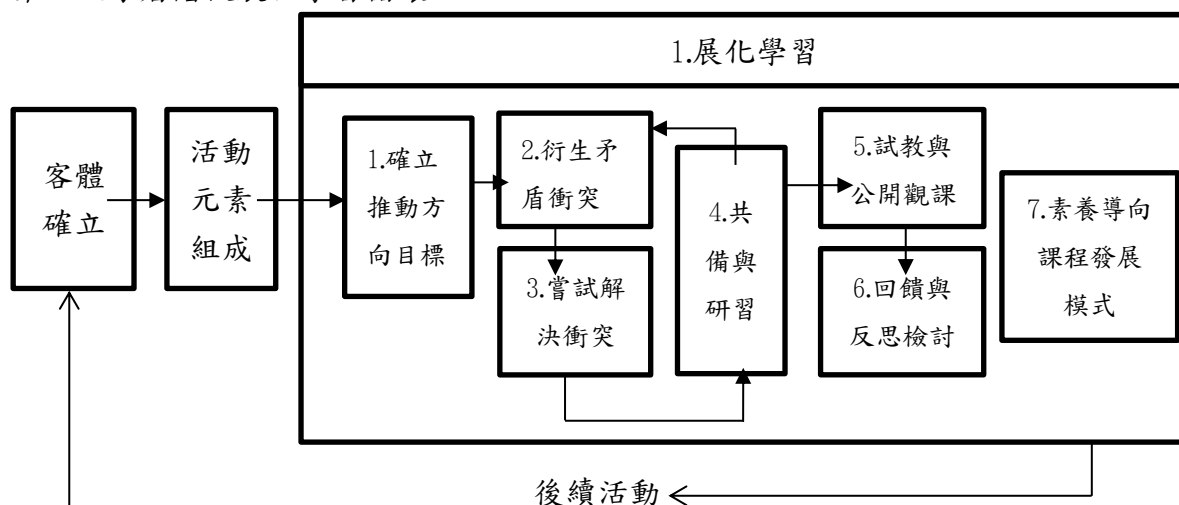 1.展化學習
客體
確立
活動
元素
組成
1.確立
推動方
向目標
2.衍生矛
盾衝突
3.嘗試解
決衝突
4.共
備與
研習
5.試教與
公開觀課
6.回饋與
反思檢討
7.素養導向
課程發展
模式
後續活動